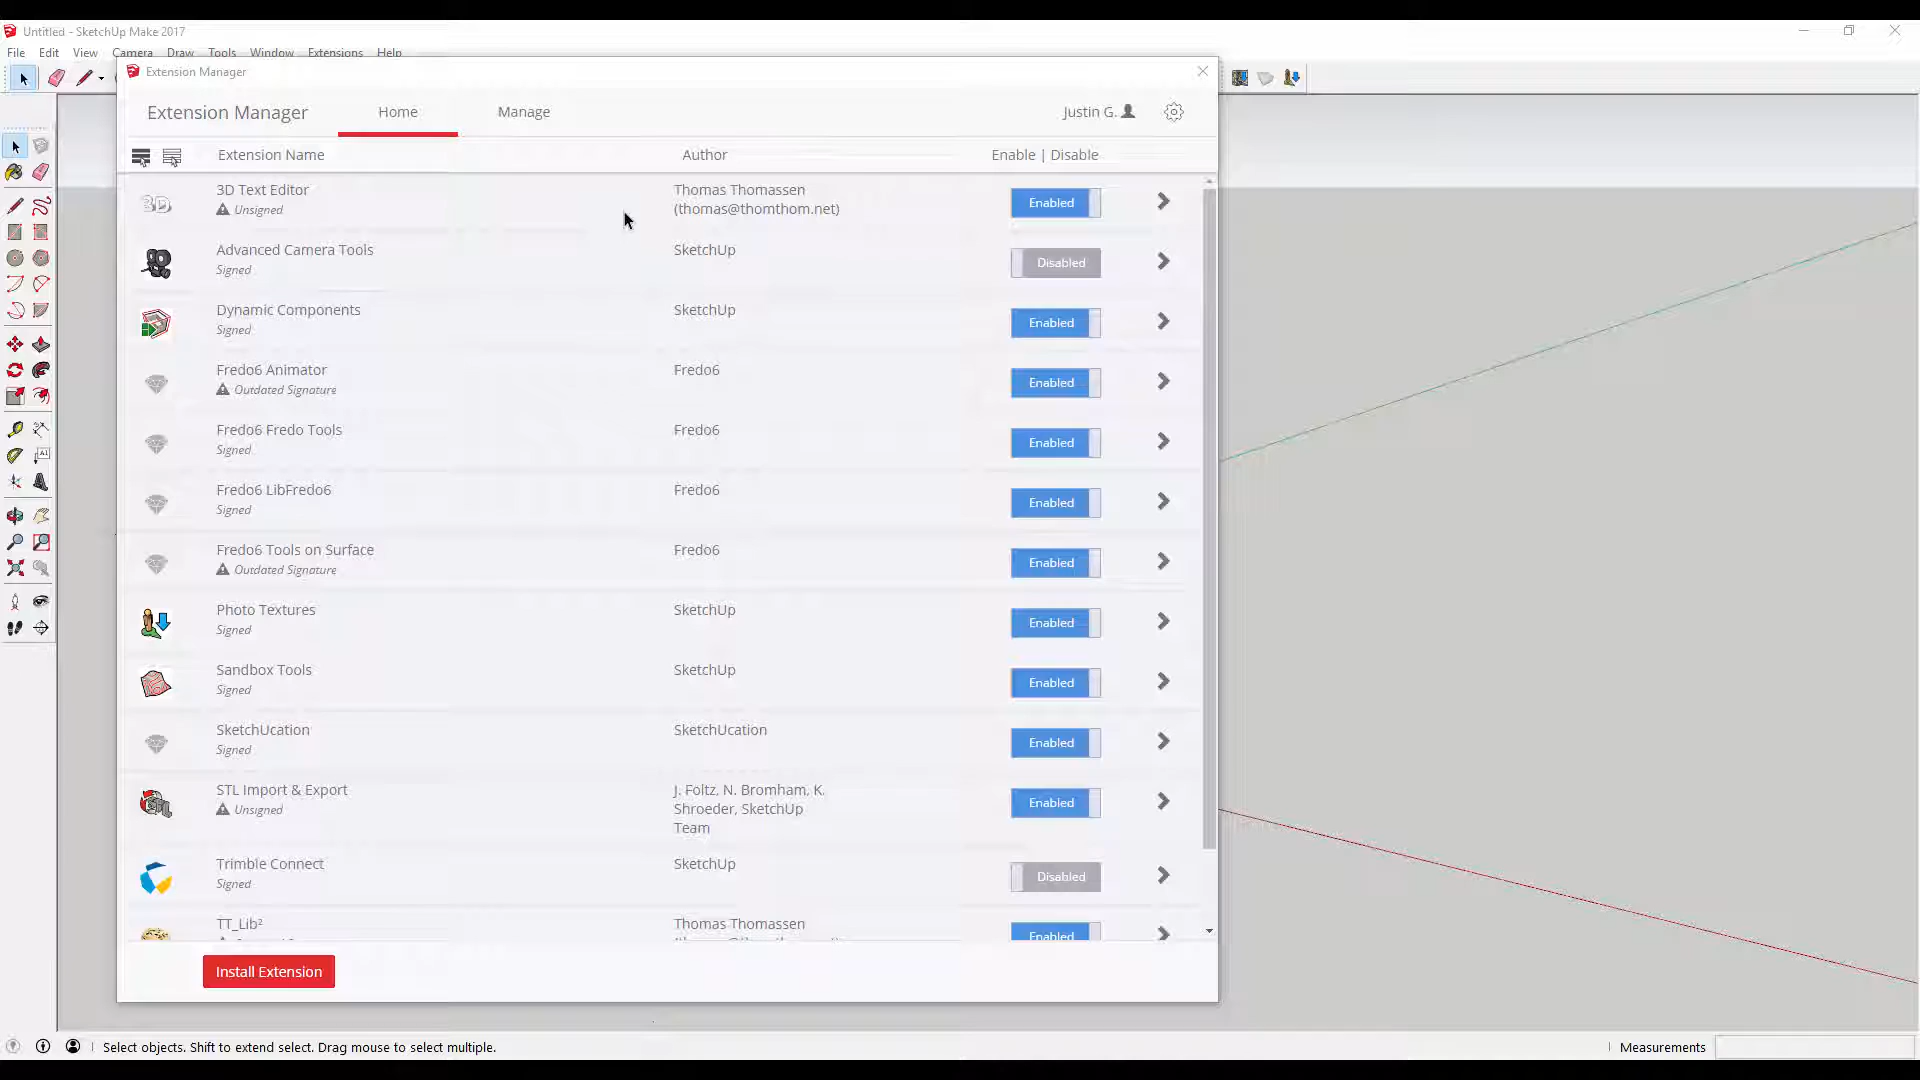 Untitled - SketchUp Make 2017
File Edit View Camera Draw Tools Window Extensions Help
Extension Manager
Extension Manager Home Manage Justin G.
Extension Name Author Enable | Disable
3D
3D Text Editor
Unsigned
Thomas Thomassen
(thomas@thomthom.net)
Enabled
Advanced Camera Tools
Signed
SketchUp
Disabled
Dynamic Components
Signed
SketchUp
Enabled
Fredo6 Animator
Outdated Signature
Fredo6
Enabled
Fredo6 Fredo Tools
Signed
Fredo6
Enabled
Fredo6 LibFredo6
Signed
Fredo6
Enabled
Fredo6 Tools on Surface
Outdated Signature
Fredo6
Enabled
Photo Textures
Signed
SketchUp
Enabled
Sandbox Tools
Signed
SketchUp
Enabled
SketchUcation
Signed
SketchUcation
Enabled
STL Import & Export
Unsigned
J. Foltz, N. Bromham, K.
Shroeder, SketchUp
Team
Enabled
Trimble Connect
Signed
SketchUp
Disabled
TT_Lib²
Thomas Thomassen
Enabled
Install Extension
Select objects. Shift to extend select. Drag mouse to select multiple.
Measurements